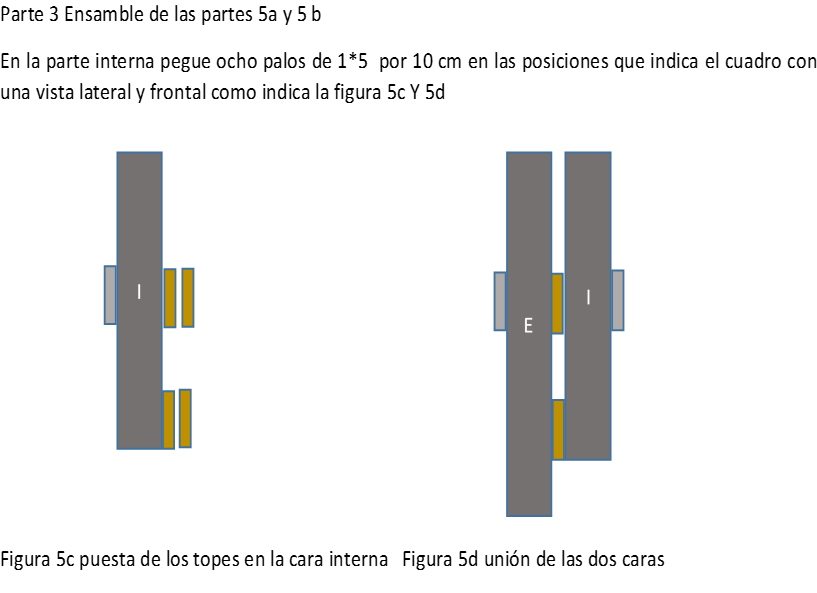 Parte 3 Ensamble de las partes 5a y 5 b
En la parte interna pegue ocho palos de 1*5 por 10 cm en las posiciones que indica el cuadro con
una vista lateral y frontal como indica la figura 5c Y 5d
I
I
E
Figura 5c puesta de los topes en la cara interna Figura 5d unión de las dos caras